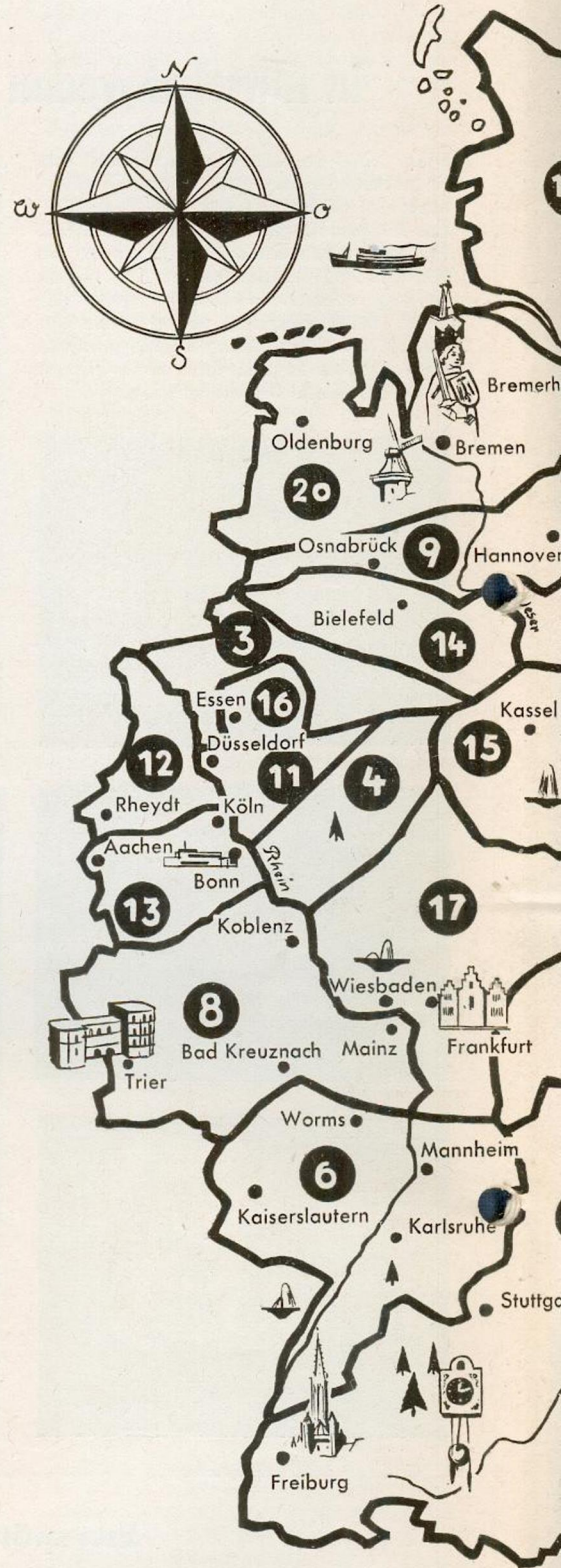 N
W
O
S
1
Bremerh
Oldenburg
Bremen
20
Osnabrück
9
Hannover
Weser
Bielefeld
3
14
Essen
16
Kassel
Düsseldorf
15
12
11
4
Rheydt
Köln
Aachen
Rhein
Bonn
13
17
Koblenz
Wiesbaden
8
Bad Kreuznach
Mainz
Frankfurt
Trier
Worms
Mannheim
6
Kaiserslautern
Karlsruhe
Stuttga
Freiburg